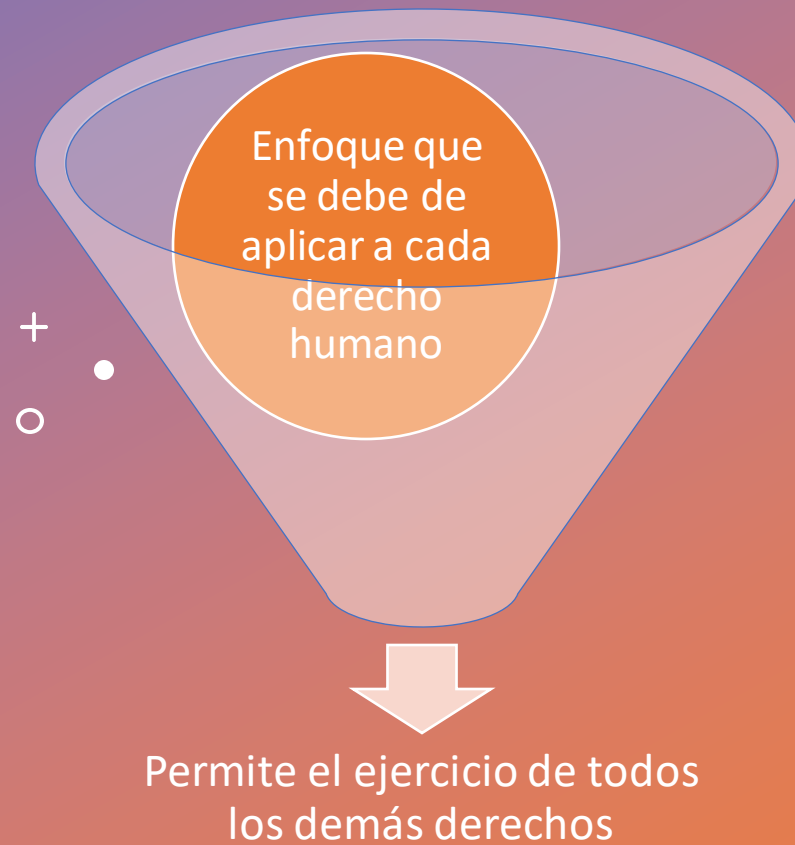 Enfoque que
se debe de
aplicar a cada
derecho
humano
Permite el ejercicio de todos
los demás derechos